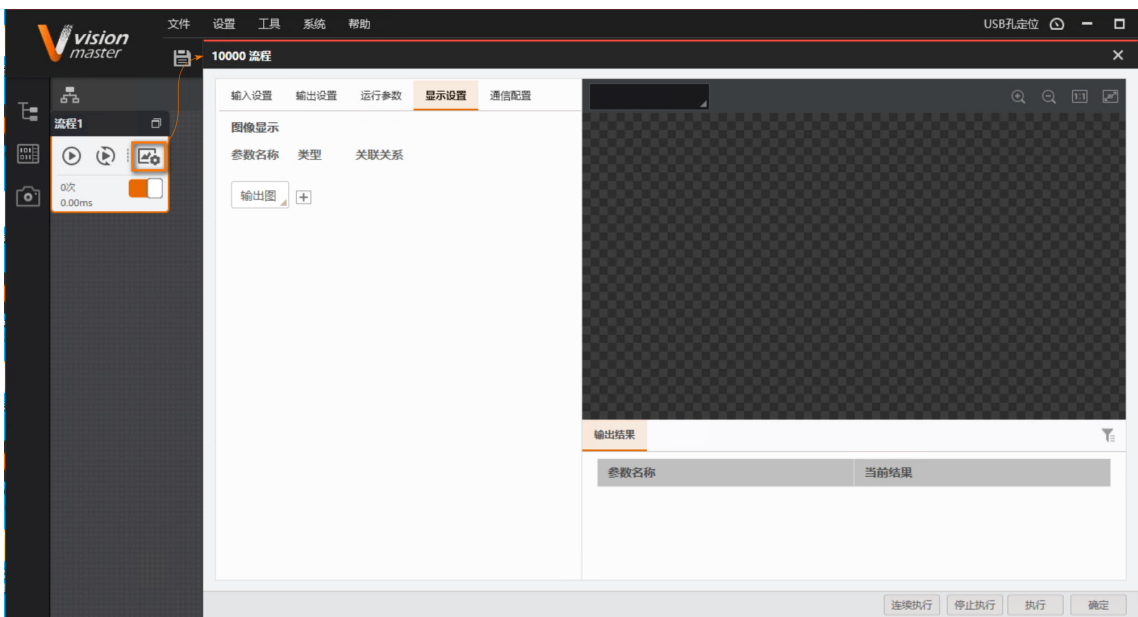 vision
master
文件 设置 工具 系统 帮助 USB孔定位
10000 流程
输入设置 输出设置 运行参数 显示设置 通信配置
流程1
图像显示
参数名称 类型 关联关系
0次
0.00ms
输出图
1:1
输出结果
参数名称 当前结果
连续执行 停止执行 执行 确定